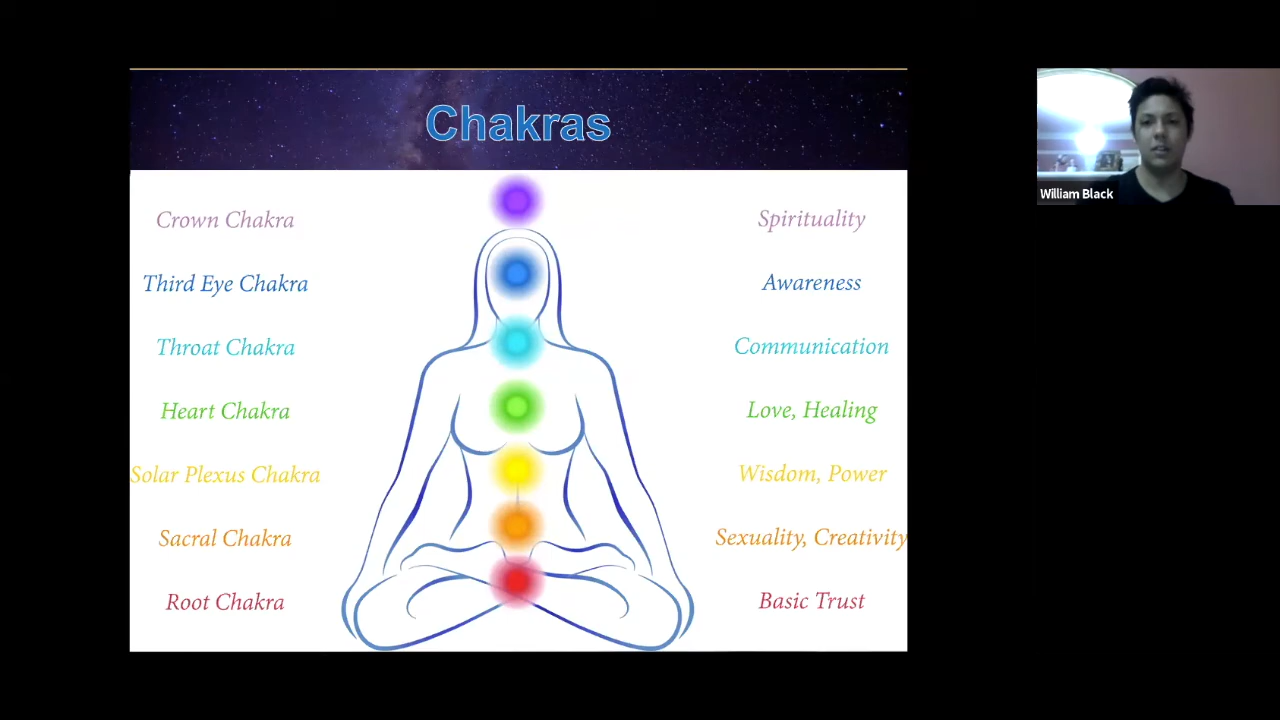 Chakras
Crown Chakra
Spirituality
Third Eye Chakra
Awareness
Throat Chakra
Communication
Heart Chakra
Love, Healing
Solar Plexus Chakra
Wisdom, Power
Sacral Chakra
Sexuality, Creativity
Root Chakra
Basic Trust
William Black